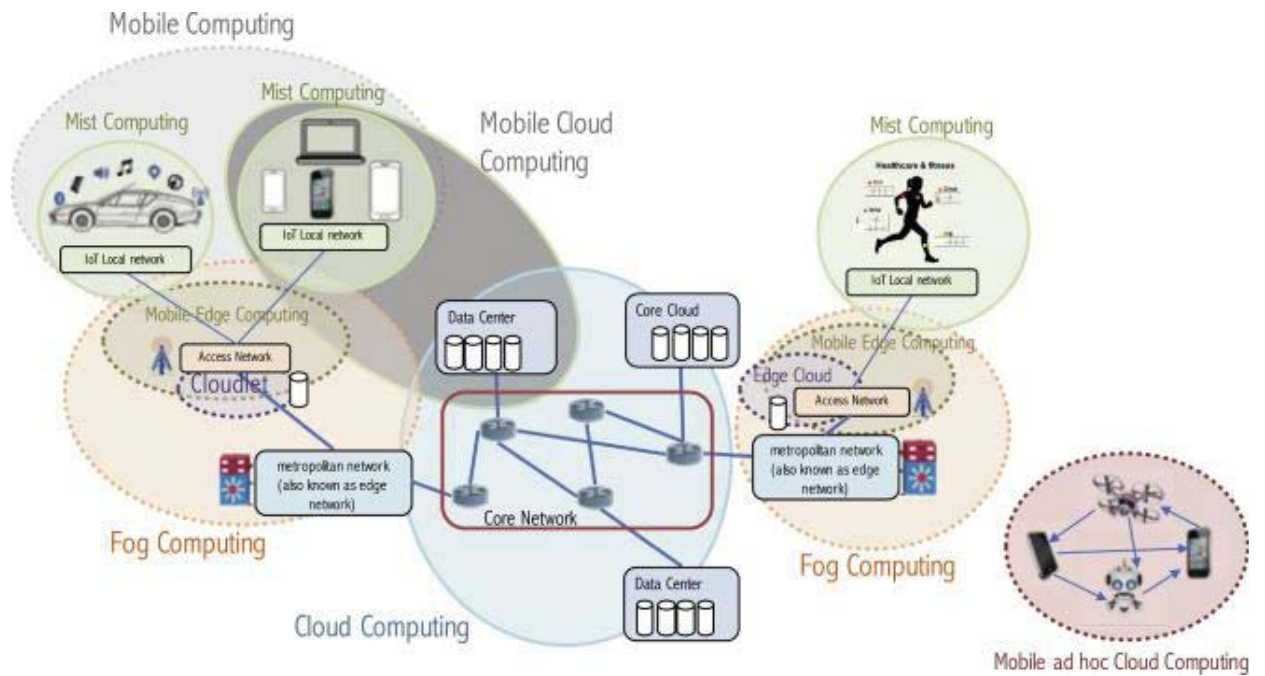 Mobile Computing
Mist Computing
Mist Computing
Mobile Cloud
Computing
Mist Computing
Healthcare & fitness
IoT Local network
IoT Local network
IoT Local network
Mobile Edge Computing
Data Center
Core Cloud
Mobile Edge Computing
Access Network
Cloudlet
Edge Cloud
Access Network
metropolitan network
(also known as edge
network)
metropolitan network
(also known as edge
network)
Core Network
Fog Computing
Fog Computing
Data Center
Cloud Computing
Mobile ad hoc Cloud Computing